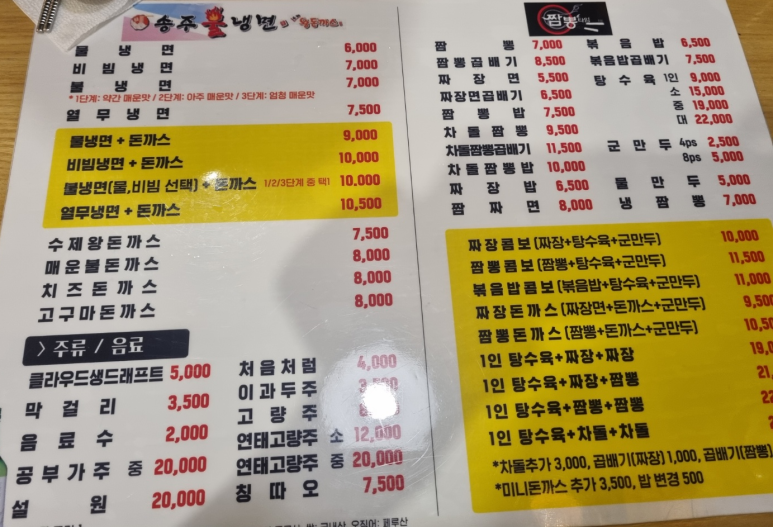 송주 불냉면 및 왕돈까스
물냉면 6,000
비빔냉면 7,000
불냉면 7,000
*1단계: 약간 매운맛 / 2단계: 아주 매운맛 / 3단계: 엄청 매운맛
열무냉면 7,500
물냉면 + 돈까스 9,000
비빔냉면 + 돈까스 10,000
불냉면(물,비빔 선택) + 돈까스 1/2/3단계 중 택1 10.000
열무냉면 + 돈까스 10,500
수제왕돈까스 7,500
매운불돈까스 8,000
치즈돈까스 8,000
고구마돈까스 8,000
> 주류 / 음료
클라우드생드래프트 5,000
막걸리 3,500
음료수 2,000
공부가주 중 20,000
설원 20,000
처음처럼 4,000
이과두주
고량주
연태고량주 소 12,000
연태고량주 중 20,000
칭따오 7,500
짬뽕
짬뽕 7,000
짬뽕곱배기 8,500
짜장면 5,500
짜장면곱배기 6,500
짬뽕밥 7,500
차돌짬뽕 9,500
차돌짬뽕곱배기 11,500
차돌짬뽕밥 10,000
짜장밥 6,500
짬짜면 8,000
볶음밥 6,500
볶음밥곱배기 7,500
탕수육 1인 9,000
소 15,000
중 19,000
대 22,000
군만두 4ps 2,500
8ps 5,000
물만두 5,000
냉짬뽕 7,000
짜장콤보(짜장+탕수육+군만두) 10,000
짬뽕콤보(짬뽕+탕수육+군만두) 11,500
볶음밥콤보(볶음밥+탕수육+군만두) 11,000
짜장돈까스(짜장면+돈까스+군만두) 9,500
짬뽕돈까스(짬뽕+돈까스+군만두)
1인 탕수육+짜장+짜장
1인 탕수육+짜장+짬뽕
1인 탕수육+짬뽕+짬뽕
1인 탕수육+차돌+차돌
*차돌추가 3,000, 곱배기(짜장) 1,000, 곱배기(짬뽕)
*미니돈까스 추가 3,500, 밥 변경 500
국내산, 오징어: 페루산